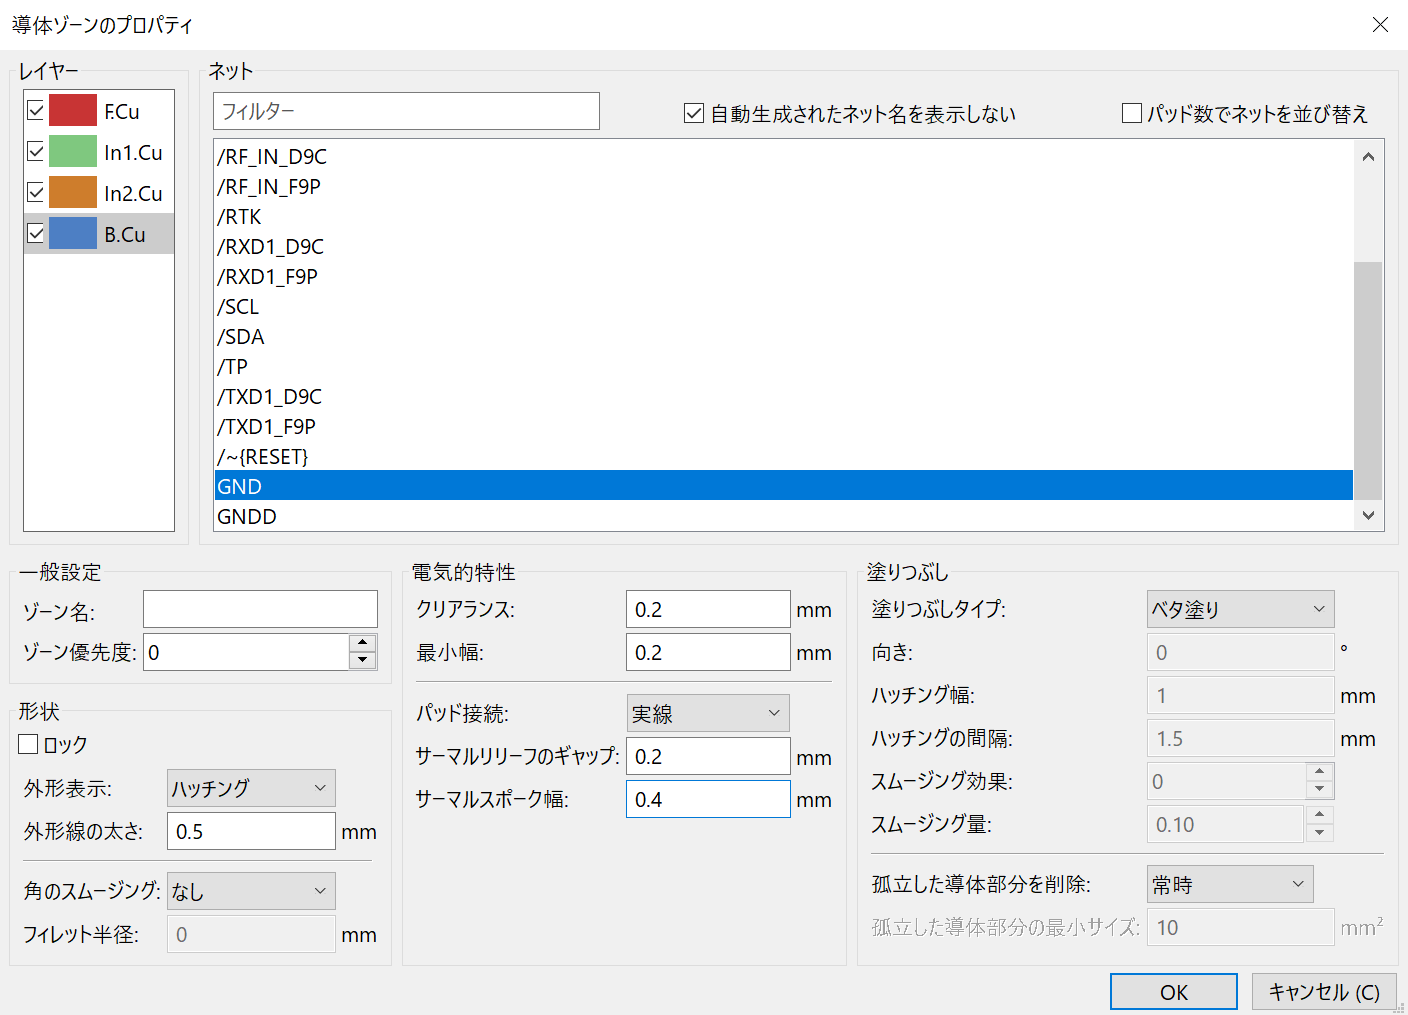 導体ゾーンのプロパティ
レイヤー
F.Cu
In1.Cu
In2.Cu
B.Cu
ネット
フィルター
自動生成されたネット名を表示しない
パッド数でネットを並び替え
/RF_IN_D9C
/RF_IN_F9P
/RTK
/RXD1_D9C
/RXD1_F9P
/SCL
/SDA
/TP
/TXD1_D9C
/TXD1_F9P
/~{RESET}
GND
GNDD
一般設定
ゾーン名:
ゾーン優先度: 0
形状
ロック
外形表示: ハッチング
外形線の太さ: 0.5 mm
角のスムージング: なし
フィレット半径: 0 mm
電気的特性
クリアランス: 0.2 mm
最小幅: 0.2 mm
パッド接続: 実線
サーマルリリーフのギャップ: 0.2 mm
サーマルスポーク幅: 0.4 mm
塗りつぶし
塗りつぶしタイプ: ベタ塗り
向き: 0 °
ハッチング幅: 1 mm
ハッチングの間隔: 1.5 mm
スムージング効果: 0
スムージング量: 0.10
孤立した導体部分を削除: 常時
孤立した導体部分の最小サイズ: 10 mm²
OK
キャンセル (C)